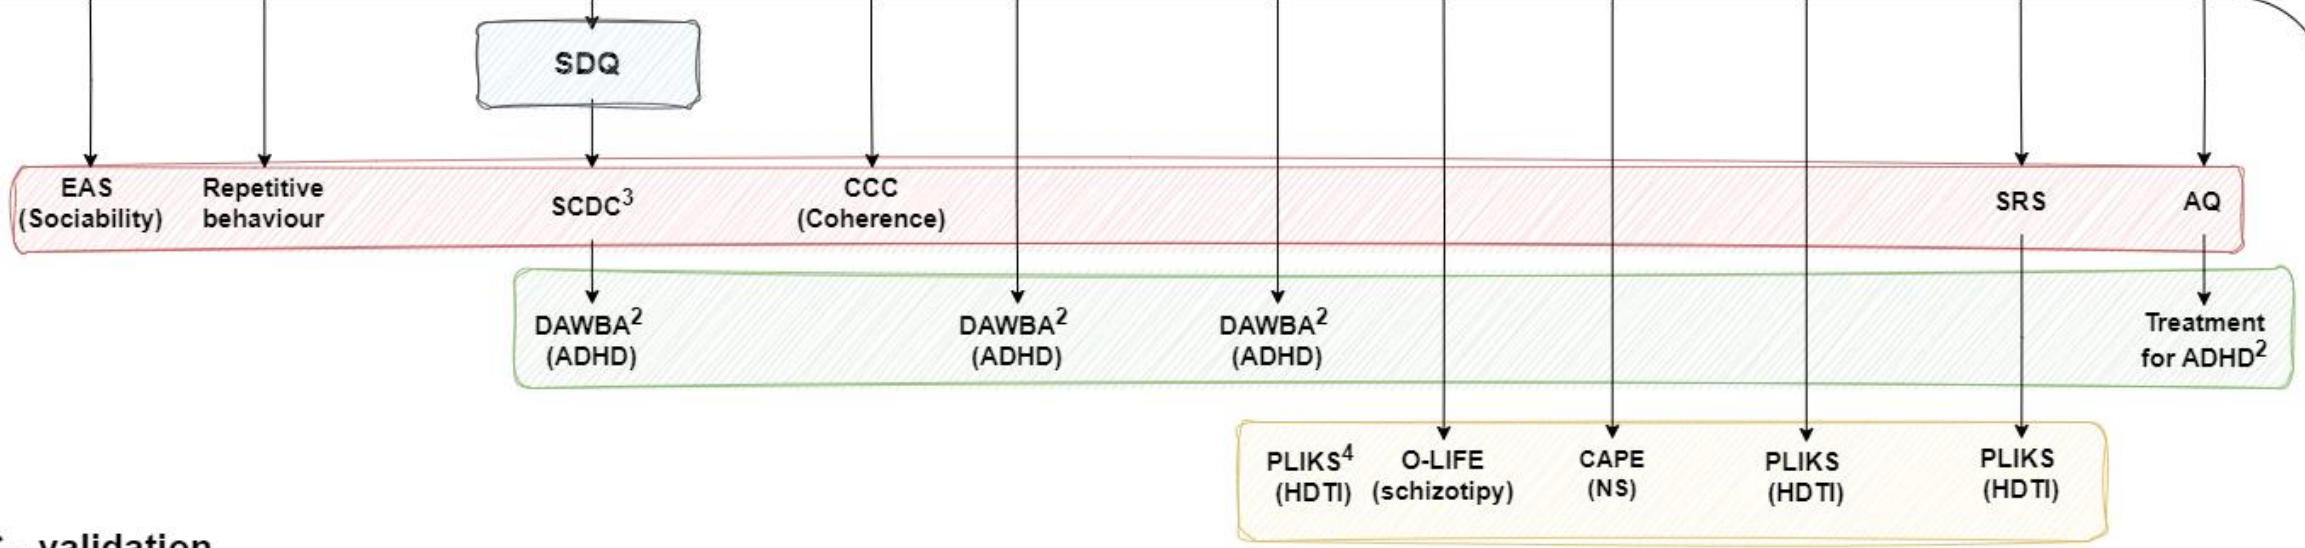 SDQ
EAS
(Sociability)
Repetitive
behaviour
SCDC³
CCC
(Coherence)
SRS
AQ
DAWBA²
(ADHD)
DAWBA²
(ADHD)
DAWBA²
(ADHD)
Treatment
for ADHD²
PLIKS⁴
(HDTI)
O-LIFE
(schizotipy)
CAPE
(NS)
PLIKS
(HDTI)
PLIKS
(HDTI)
validation